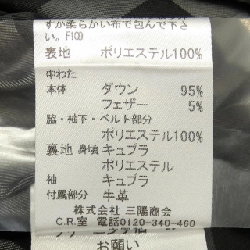 すか柔らかい布で包んで下さ
い。F100
表地 ポリエステル100%
中わた
本体 ダウン 95%
フェザー 5%
脇・袖下・ベルト部分
ポリエステル100%
裏地 身頃 キュプラ
ポリエステル
袖 キュプラ
付属部分 牛革
株式会社 三陽商会
C.R室 電話0120-340-460
お願い